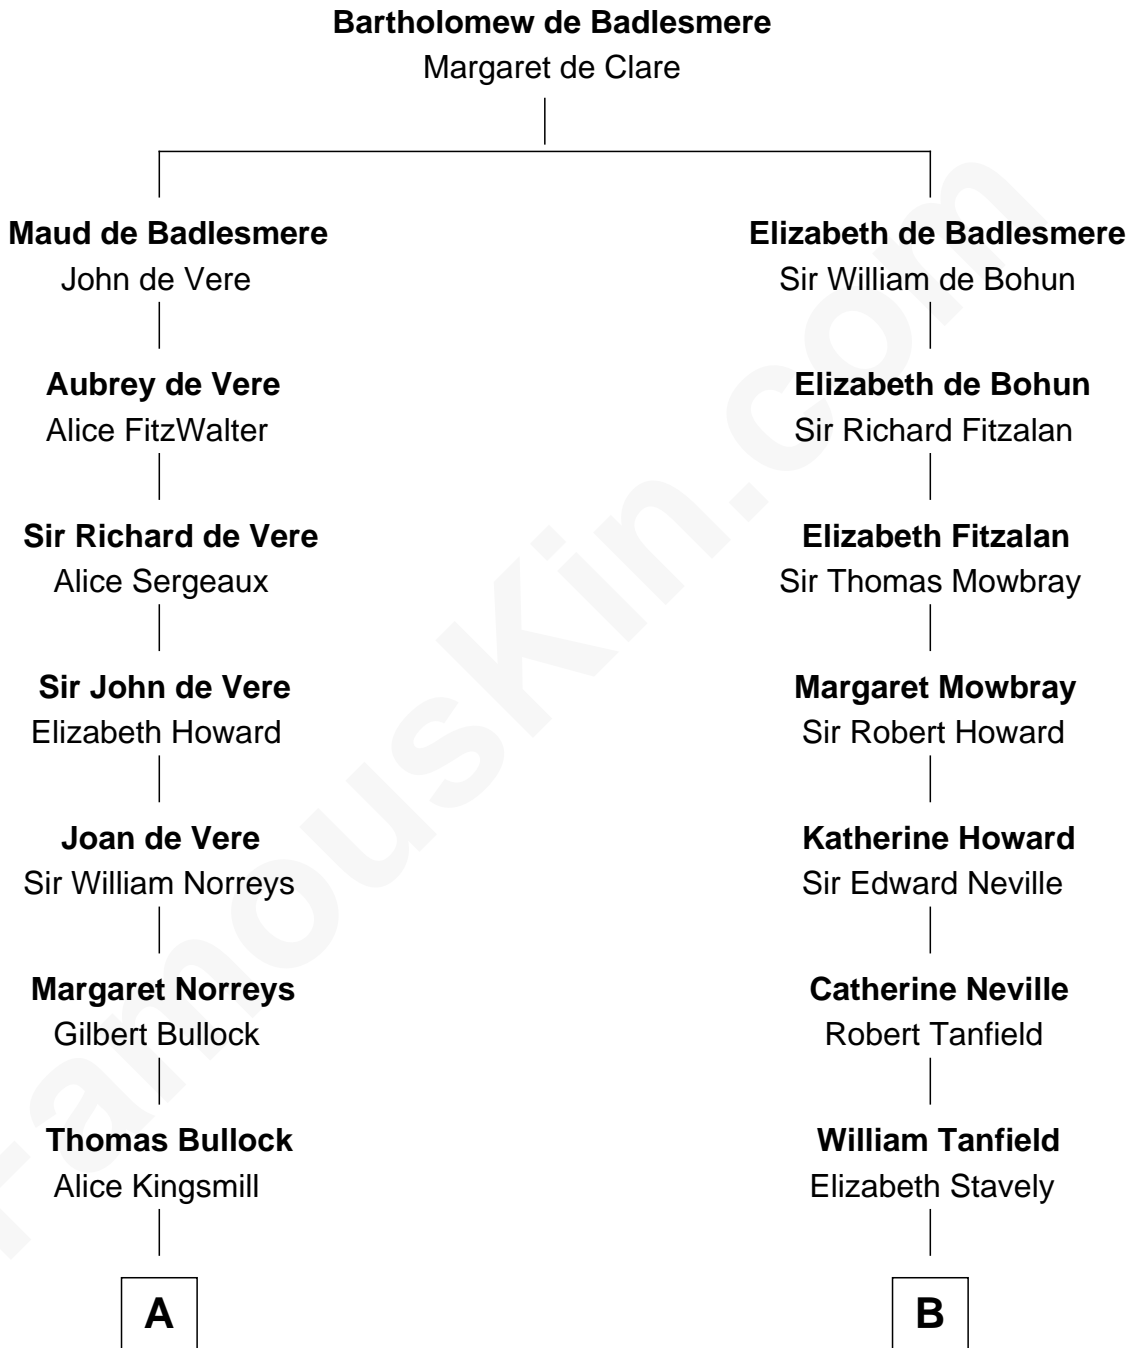 Bartholomew de Badlesmere
Margaret de Clare
Maud de Badlesmere
John de Vere
Aubrey de Vere
Alice FitzWalter
Sir Richard de Vere
Alice Sergeaux
Sir John de Vere
Elizabeth Howard
Joan de Vere
Sir William Norreys
Margaret Norreys
Gilbert Bullock
Thomas Bullock
Alice Kingsmill
A
Elizabeth de Badlesmere
Sir William de Bohun
Elizabeth de Bohun
Sir Richard Fitzalan
Elizabeth Fitzalan
Sir Thomas Mowbray
Margaret Mowbray
Sir Robert Howard
Katherine Howard
Sir Edward Neville
Catherine Neville
Robert Tanfield
William Tanfield
Elizabeth Stavely
B
FamousKin.com